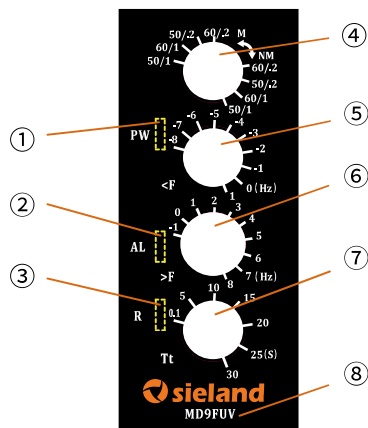 60/.2 M
50/.2 NM
60/1 60/.2
50/1 50/.2
60/1
50/1
④
① PW
-8 -7 -6 -5 -4 -3 -2 -1 0 (Hz) 1
<F
⑤
② AL
-1 0 1 2 3 4 5 6 7 (Hz) 8
>F
⑥
③ R
0.1 5 10 15 20 25(S) 30
Tt
⑦
sieland
MD9FUV
⑧